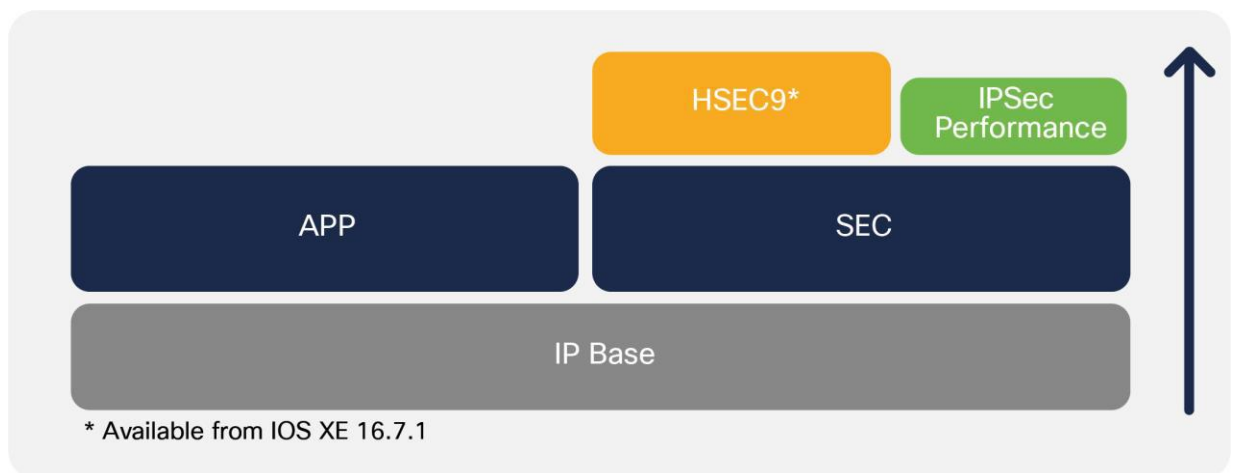 HSEC9*
IPSec
Performance
APP
SEC
IP Base
* Available from IOS XE 16.7.1